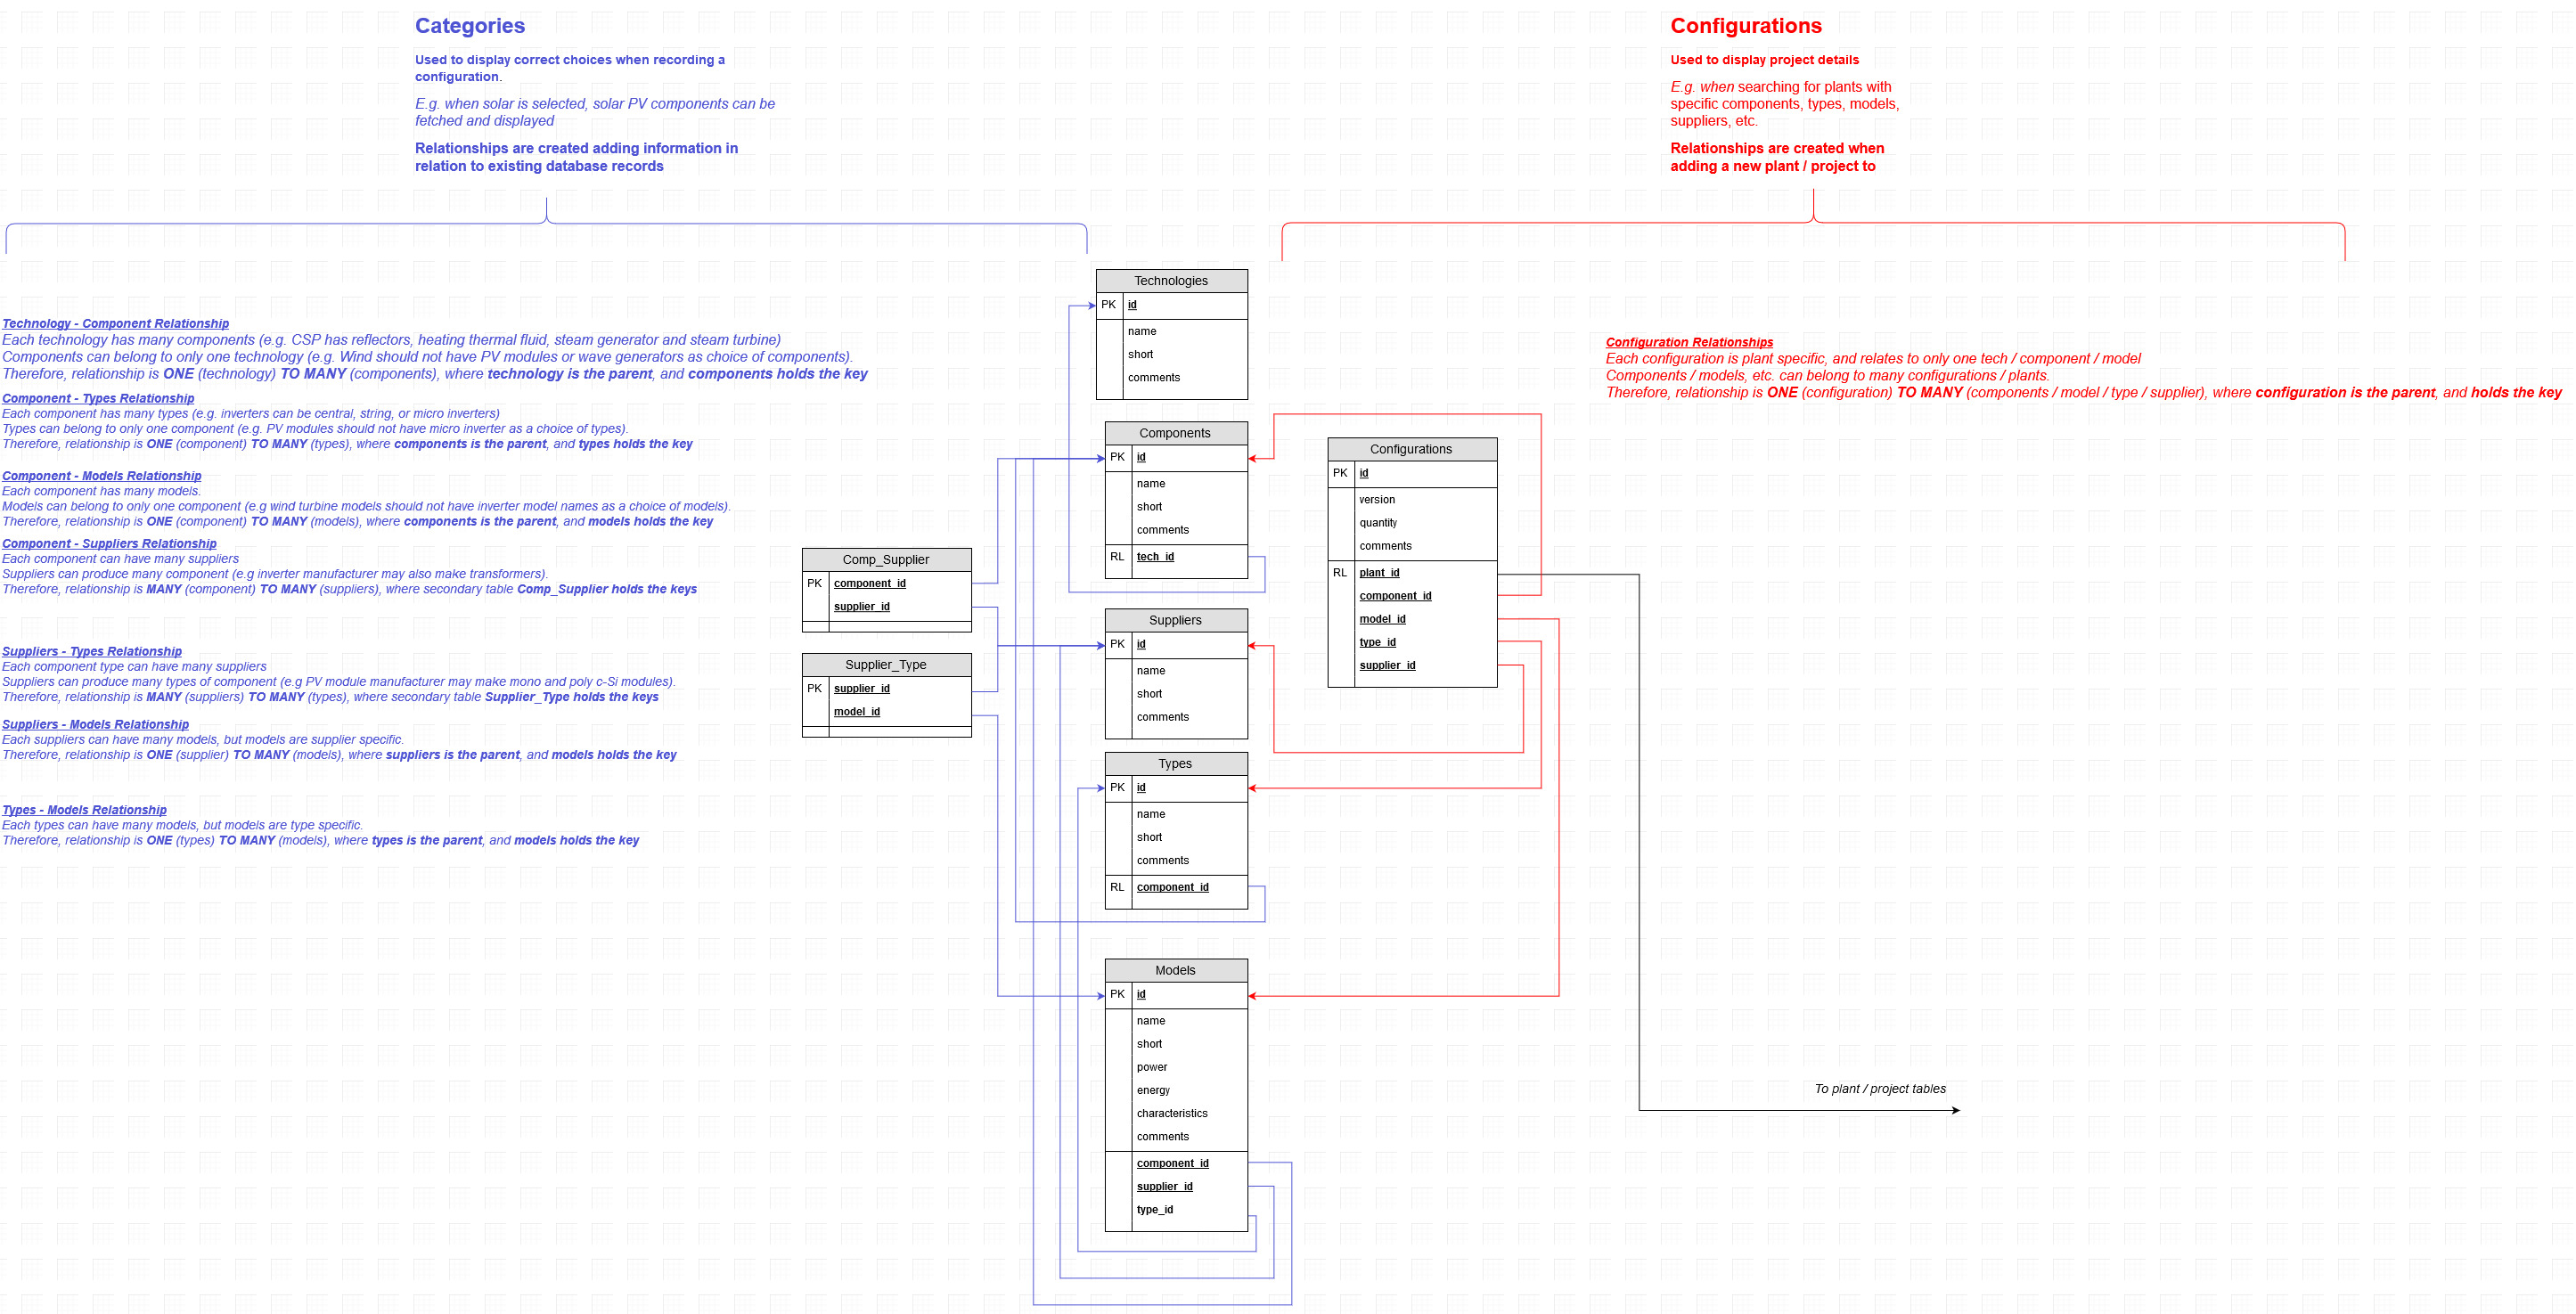 Categories
Used to display correct choices when recording a
configuration.
E.g. when solar is selected, solar PV components can be
fetched and displayed
Relationships are created adding information in
relation to existing database records
Configurations
Used to display project details
E.g. when searching for plants with
specific components, types, models,
suppliers, etc.
Relationships are created when
adding a new plant / project to
Technology - Component Relationship
Each technology has many components (e.g. CSP has reflectors, heating thermal fluid, steam generator and steam turbine)
Components can belong to only one technology (e.g. Wind should not have PV modules or wave generators as choice of components).
Therefore, relationship is ONE (technology) TO MANY (components), where technology is the parent, and components holds the key
Component - Types Relationship
Each component has many types (e.g. inverters can be central, string, or micro inverters)
Types can belong to only one component (e.g. PV modules should not have micro inverter as a choice of types).
Therefore, relationship is ONE (component) TO MANY (types), where components is the parent, and types holds the key
Component - Models Relationship
Each component has many models.
Models can belong to only one component (e.g wind turbine models should not have inverter model names as a choice of models).
Therefore, relationship is ONE (component) TO MANY (models), where components is the parent, and models holds the key
Component - Suppliers Relationship
Each component can have many suppliers
Suppliers can produce many component (e.g inverter manufacturer may also make transformers).
Therefore, relationship is MANY (component) TO MANY (suppliers), where secondary table Comp_Supplier holds the keys
Suppliers - Types Relationship
Each component type can have many suppliers
Suppliers can produce many types of component (e.g PV module manufacturer may make mono and poly c-Si modules).
Therefore, relationship is MANY (suppliers) TO MANY (types), where secondary table Supplier_Type holds the keys
Suppliers - Models Relationship
Each suppliers can have many models, but models are supplier specific.
Therefore, relationship is ONE (supplier) TO MANY (models), where suppliers is the parent, and models holds the key
Types - Models Relationship
Each types can have many models, but models are type specific.
Therefore, relationship is ONE (types) TO MANY (models), where types is the parent, and models holds the key
Comp_Supplier
PK component_id
supplier_id
Supplier_Type
PK supplier_id
model_id
Technologies
PK id
name
short
comments
Components
PK id
name
short
comments
RL tech_id
Suppliers
PK id
name
short
comments
Types
PK id
name
short
comments
RL component_id
Models
PK id
name
short
power
energy
characteristics
comments
component_id
supplier_id
type_id
Configurations
PK id
version
quantity
comments
RL plant_id
component_id
model_id
type_id
supplier_id
Configuration Relationships
Each configuration is plant specific, and relates to only one tech / component / model
Components / models, etc. can belong to many configurations / plants.
Therefore, relationship is ONE (configuration) TO MANY (components / model / type / supplier), where configuration is the parent, and holds the key
To plant / project tables